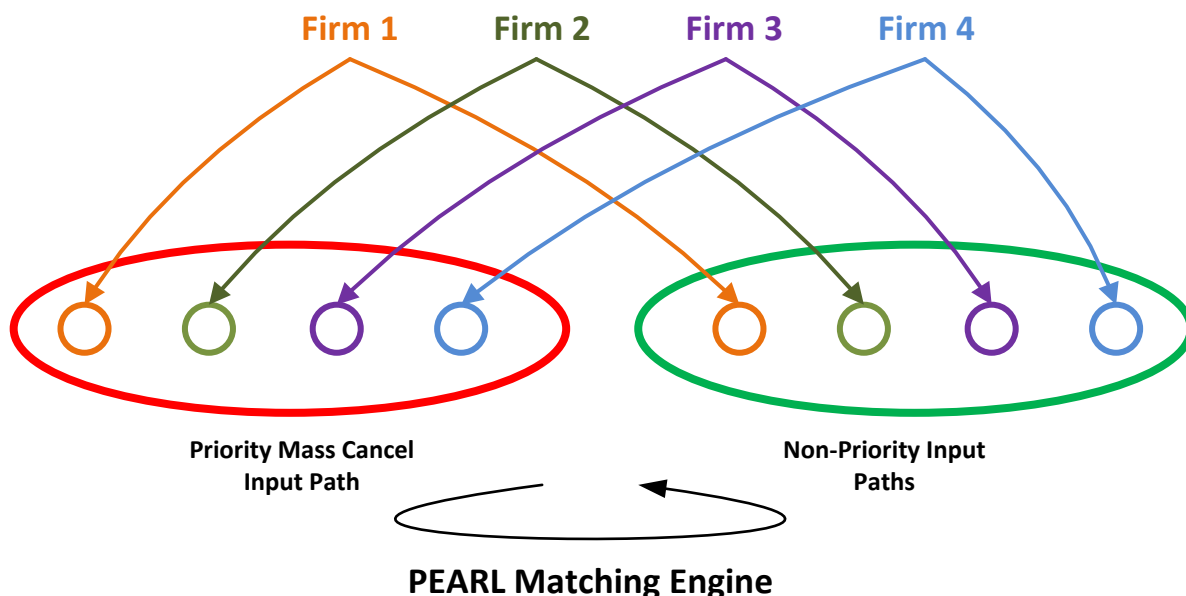 Firm 1
Firm 2
Firm 3
Firm 4
Priority Mass Cancel
Input Path
Non-Priority Input
Paths
PEARL Matching Engine